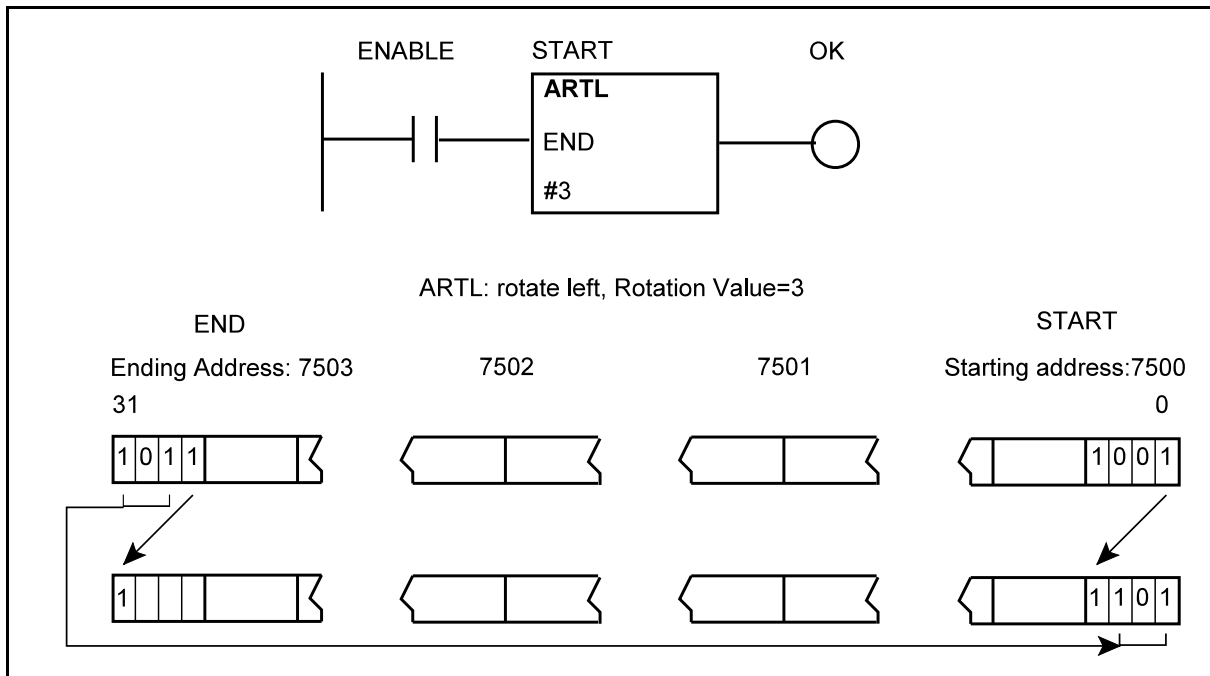 ENABLE START OK
ARTL
END
#3
ARTL: rotate left, Rotation Value=3
END START
Ending Address: 7503 7502 7501 Starting address:7500
31 0
1 0 1 1 1 0 0 1
1 1 1 0 1